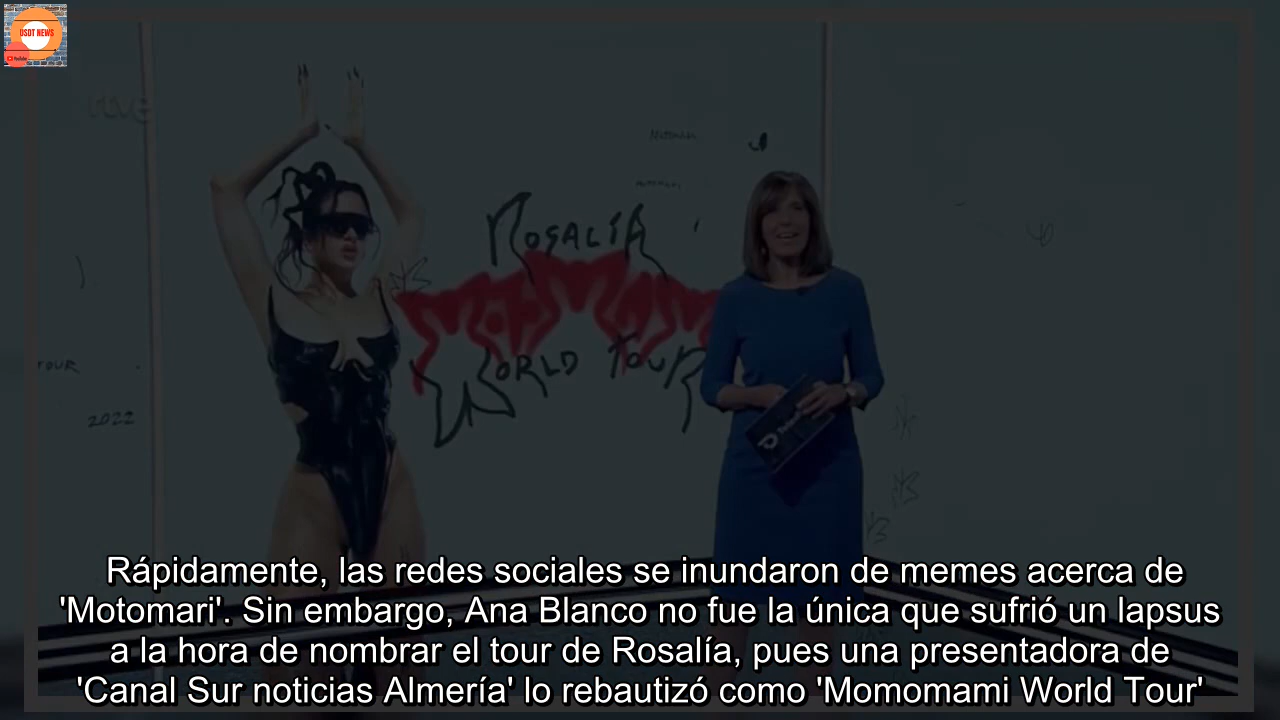 USDT NEWS
rtve
ROSALÍA
MOTOMAMI
WORLD TOUR
TOUR
2022
Rápidamente, las redes sociales se inundaron de memes acerca de
'Motomari'. Sin embargo, Ana Blanco no fue la única que sufrió un lapsus
a la hora de nombrar el tour de Rosalía, pues una presentadora de
'Canal Sur noticias Almería' lo rebautizó como 'Momomami World Tour'